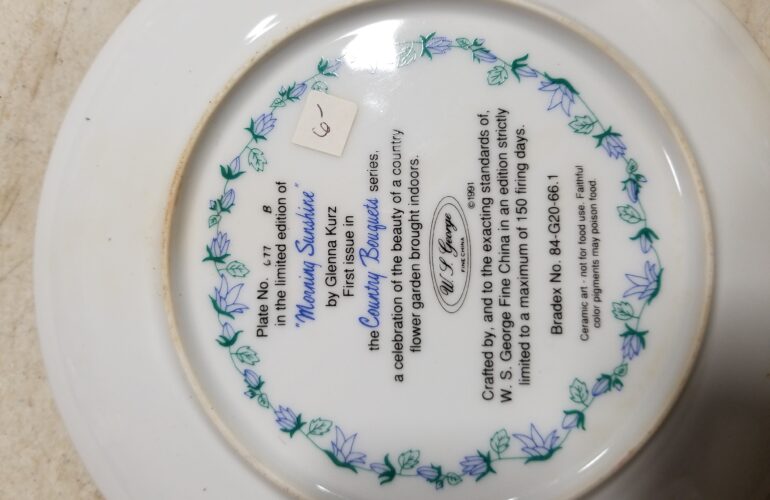 Plate No. 677 B
in the limited edition of
"Morning Sunshine"
by Glenna Kurz
First issue in
the Country Bouquets series,
a celebration of the beauty of a country
flower garden brought indoors.
W. S. George
FINE CHINA
©1991
Crafted by, and to the exacting standards of,
W. S. George Fine China in an edition strictly
limited to a maximum of 150 firing days.
Bradex No. 84-G20-66.1
Ceramic art - not for food use. Faithful
color pigments may poison food.
6-